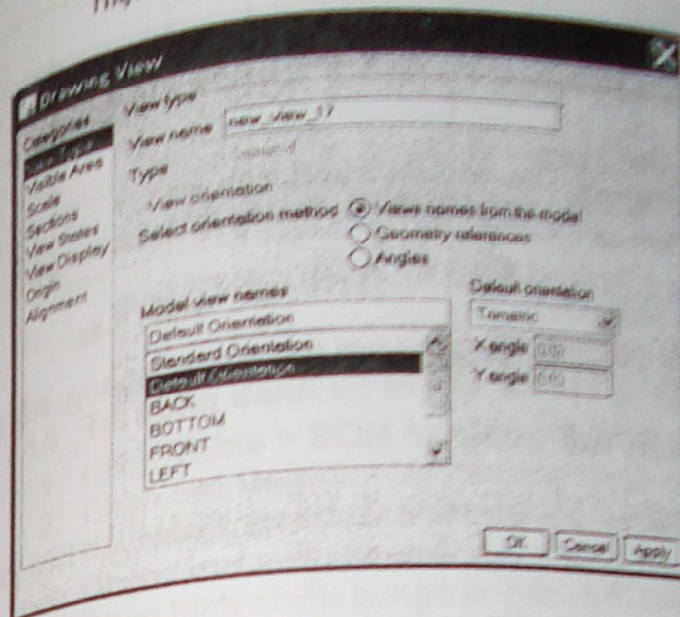 Drawing View
Categories
View Type
Visible Area
Scale
Sections
View States
View Display
Origin
Alignment
View type
View name new_view_17
Type General
View orientation
Select orientation method Views names from the model
Geometry references
Angles
Model view names
Default Orientation
Standard Orientation
Default Orientation
BACK
BOTTOM
FRONT
LEFT
Default orientation
Trimetric
X angle 0.00
Y angle 0.00
OK Cancel Apply